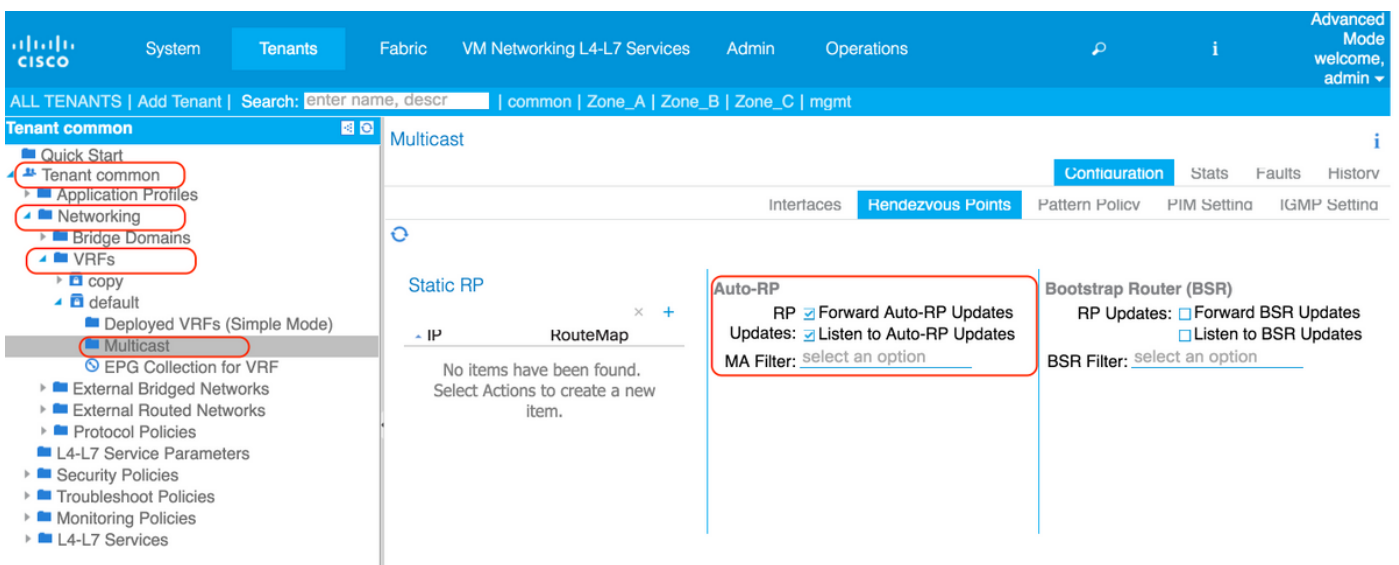 Advanced
Mode
welcome,
admin
CISCO System Tenants Fabric VM Networking L4-L7 Services Admin Operations i
ALL TENANTS | Add Tenant | Search: enter name, descr | common | Zone_A | Zone_B | Zone_C | mgmt
Tenant common
Quick Start
Tenant common
Application Profiles
Networking
Bridge Domains
VRFs
copy
default
Deployed VRFs (Simple Mode)
Multicast
EPG Collection for VRF
External Bridged Networks
External Routed Networks
Protocol Policies
L4-L7 Service Parameters
Security Policies
Troubleshoot Policies
Monitoring Policies
L4-L7 Services
Multicast i
Configuration Stats Faults History
Interfaces Rendezvous Points Pattern Policy PIM Setting IGMP Setting
Static RP
× +
IP RouteMap
No items have been found.
Select Actions to create a new
item.
Auto-RP
RP Forward Auto-RP Updates
Updates: Listen to Auto-RP Updates
MA Filter: select an option
Bootstrap Router (BSR)
RP Updates: Forward BSR Updates
Listen to BSR Updates
BSR Filter: select an option